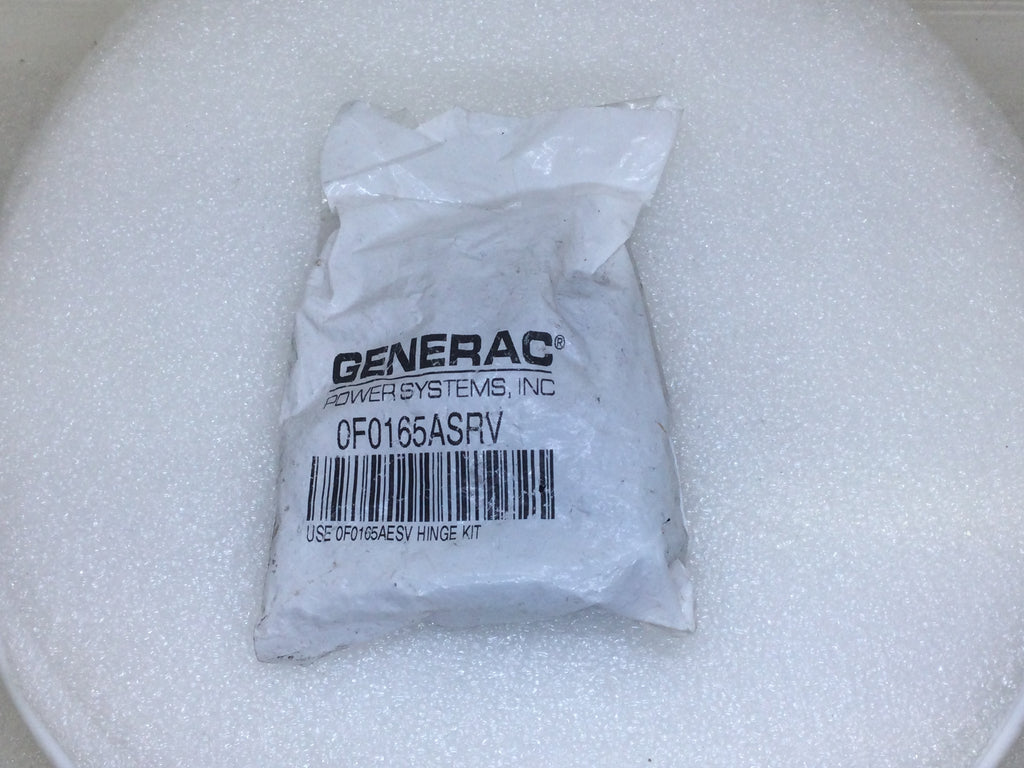 GENERAC®
POWER SYSTEMS, INC
0F0165ASRV
USE 0F0165AESV HINGE KIT